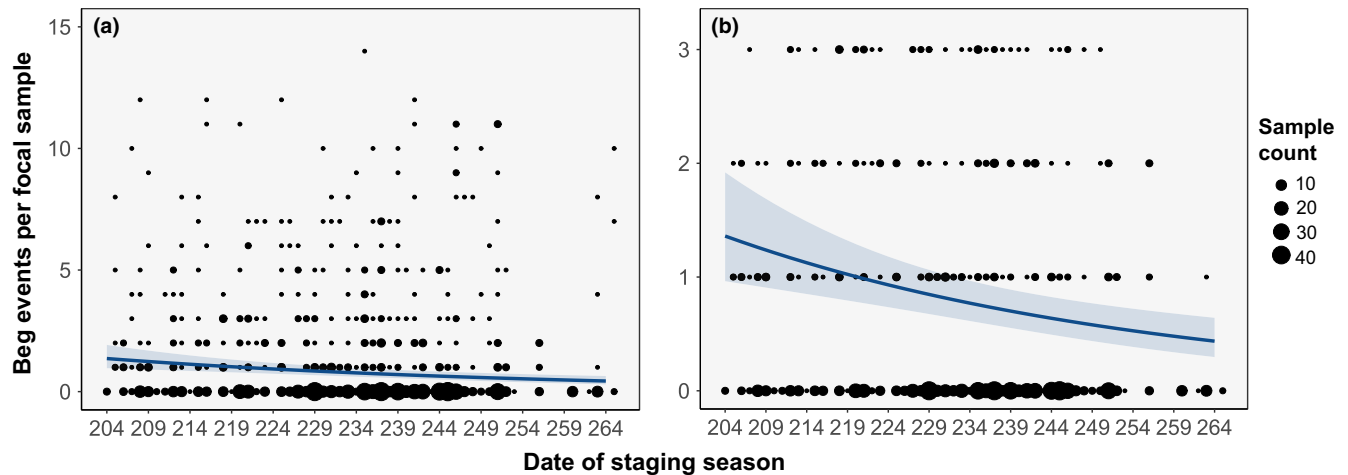 (a)
(b)
Beg events per focal sample
15
10
5
0
3
2
1
0
204 209 214 219 224 229 234 239 244 249 254 259 264
204 209 214 219 224 229 234 239 244 249 254 259 264
Date of staging season
Sample
count
10
20
30
40